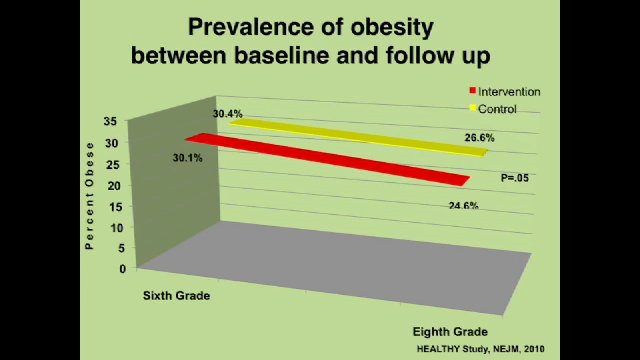 Prevalence of obesity
between baseline and follow up
Intervention
Control
35
30
25
20
15
10
5
0
Percent Obese
30.4%
26.6%
30.1%
P=.05
24.6%
Sixth Grade
Eighth Grade
HEALTHY Study, NEJM, 2010